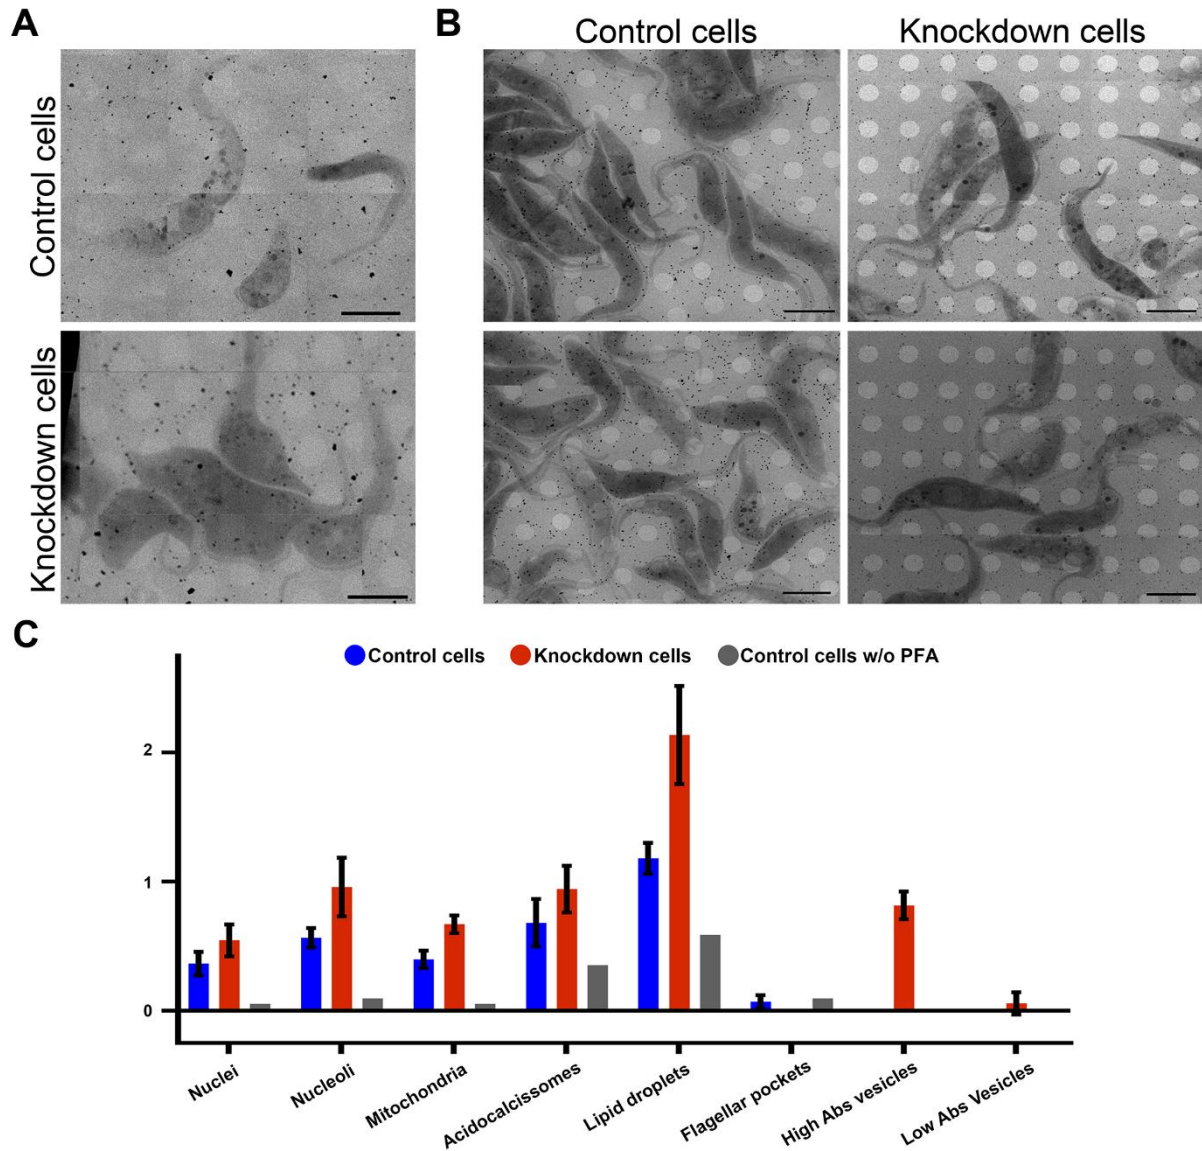 A
B
Control cells
Knockdown cells
Control cells
Knockdown cells
C
Control cells
Knockdown cells
Control cells w/o PFA
2
1
0
Nuclei
Nucleoli
Mitochondria
Acidocalcissomes
Lipid droplets
Flagellar pockets
High Abs vesicles
Low Abs Vesicles